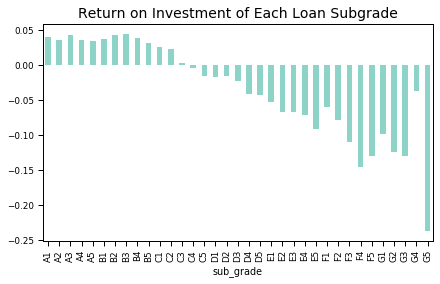 Return on Investment of Each Loan Subgrade
0.05
0.00
−0.05
−0.10
−0.15
−0.20
−0.25
A1 A2 A3 A4 A5 B1 B2 B3 B4 B5 C1 C2 C3 C4 C5 D1 D2 D3 D4 D5 E1 E2 E3 E4 E5 F1 F2 F3 F4 F5 G1 G2 G3 G4 G5
sub_grade